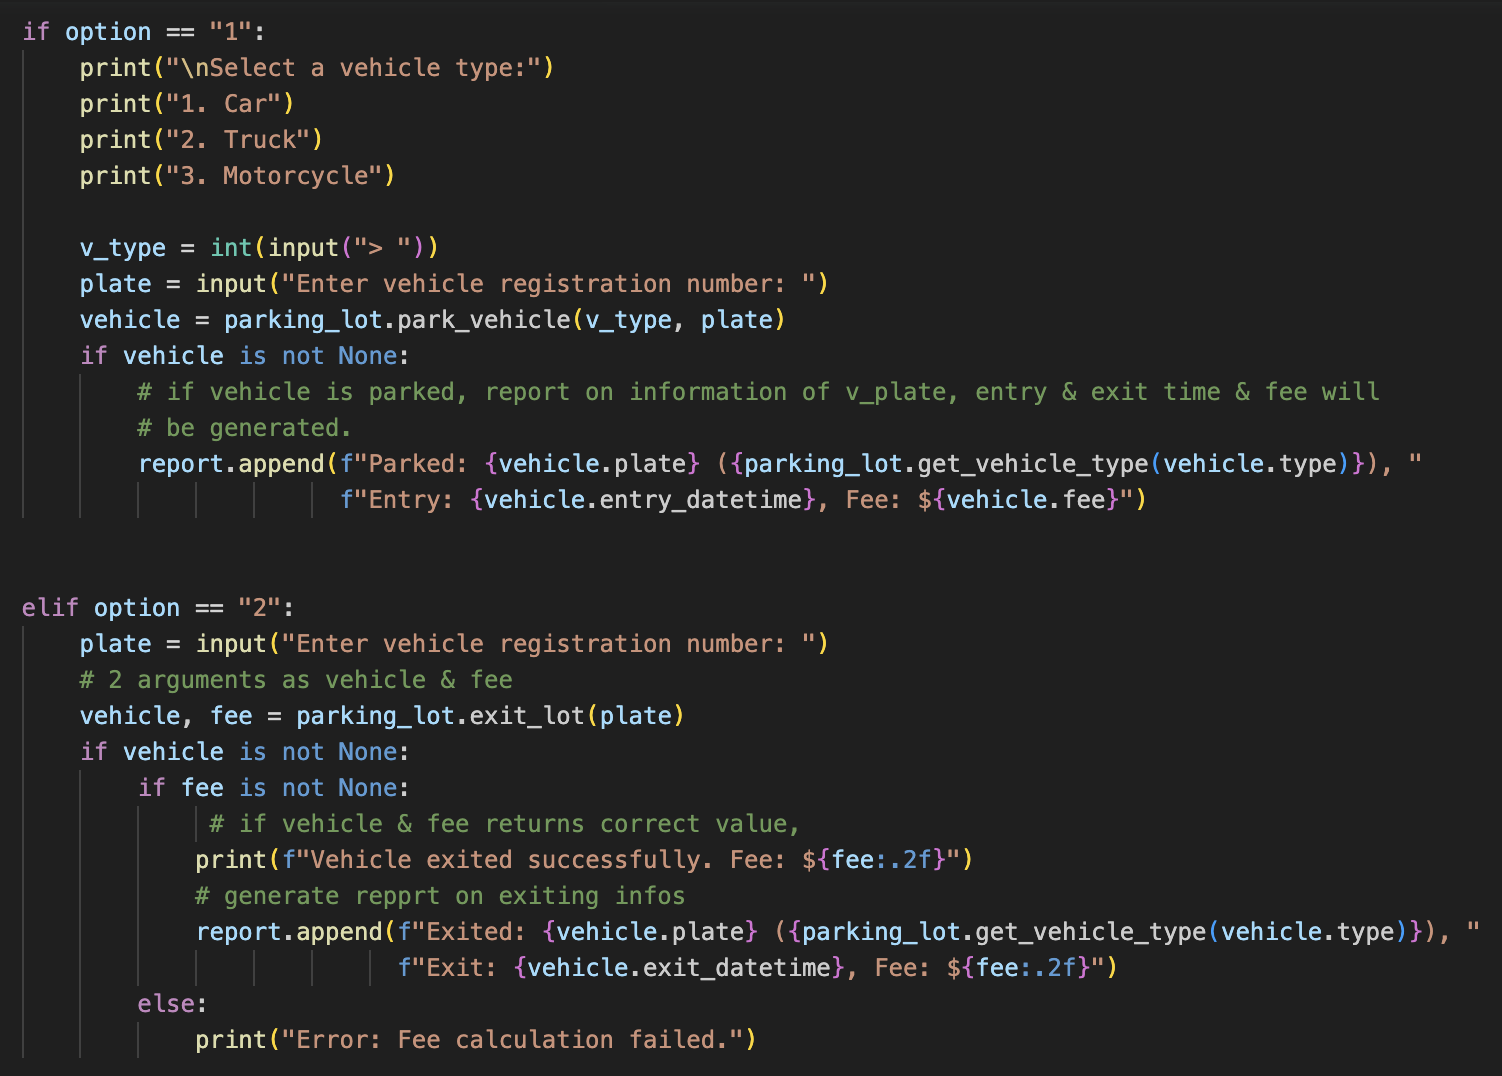 if option == "1":
    print("\nSelect a vehicle type:")
    print("1. Car")
    print("2. Truck")
    print("3. Motorcycle")

    v_type = int(input("> "))
    plate = input("Enter vehicle registration number: ")
    vehicle = parking_lot.park_vehicle(v_type, plate)
    if vehicle is not None:
        # if vehicle is parked, report on information of v_plate, entry & exit time & fee will
        # be generated.
        report.append(f"Parked: {vehicle.plate} ({parking_lot.get_vehicle_type(vehicle.type)}), "
                      f"Entry: {vehicle.entry_datetime}, Fee: ${vehicle.fee}")


elif option == "2":
    plate = input("Enter vehicle registration number: ")
    # 2 arguments as vehicle & fee
    vehicle, fee = parking_lot.exit_lot(plate)
    if vehicle is not None:
        if fee is not None:
             # if vehicle & fee returns correct value,
            print(f"Vehicle exited successfully. Fee: ${fee:.2f}")
            # generate repprt on exiting infos
            report.append(f"Exited: {vehicle.plate} ({parking_lot.get_vehicle_type(vehicle.type)}), "
                          f"Exit: {vehicle.exit_datetime}, Fee: ${fee:.2f}")
        else:
            print("Error: Fee calculation failed.")